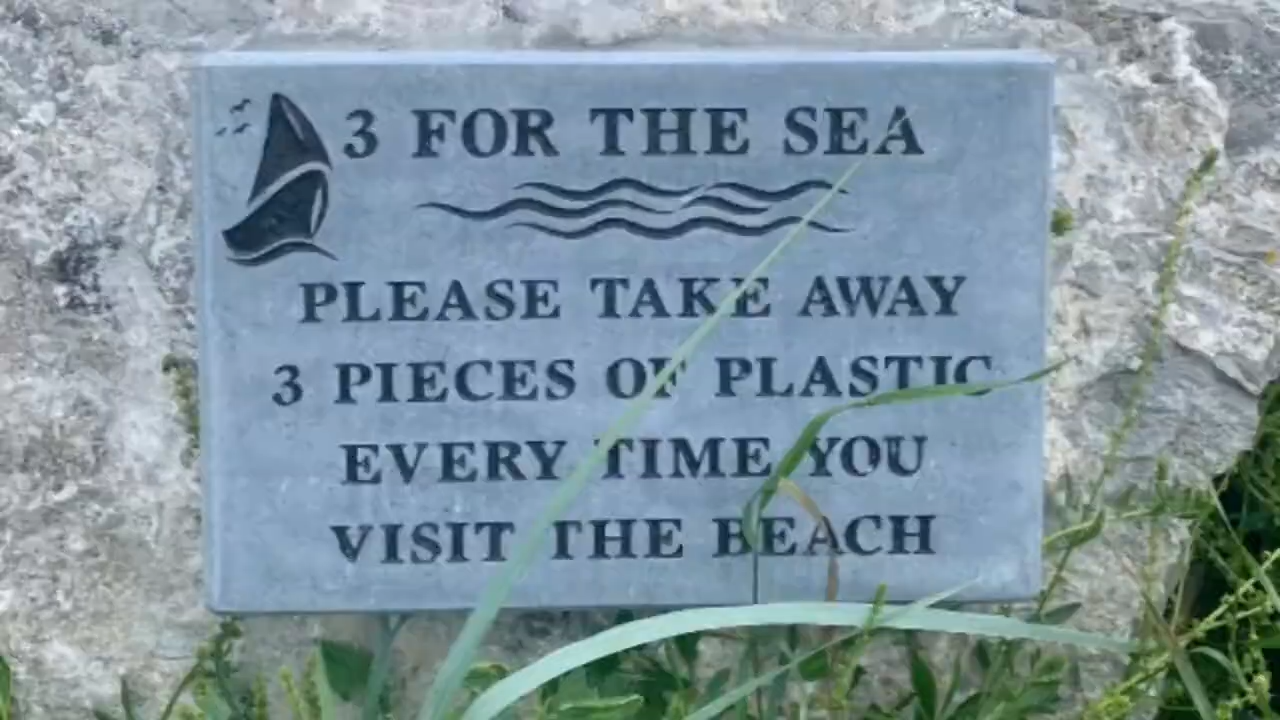 3 FOR THE SEA
PLEASE TAKE AWAY
3 PIECES OF PLASTIC
EVERY TIME YOU
VISIT THE BEACH